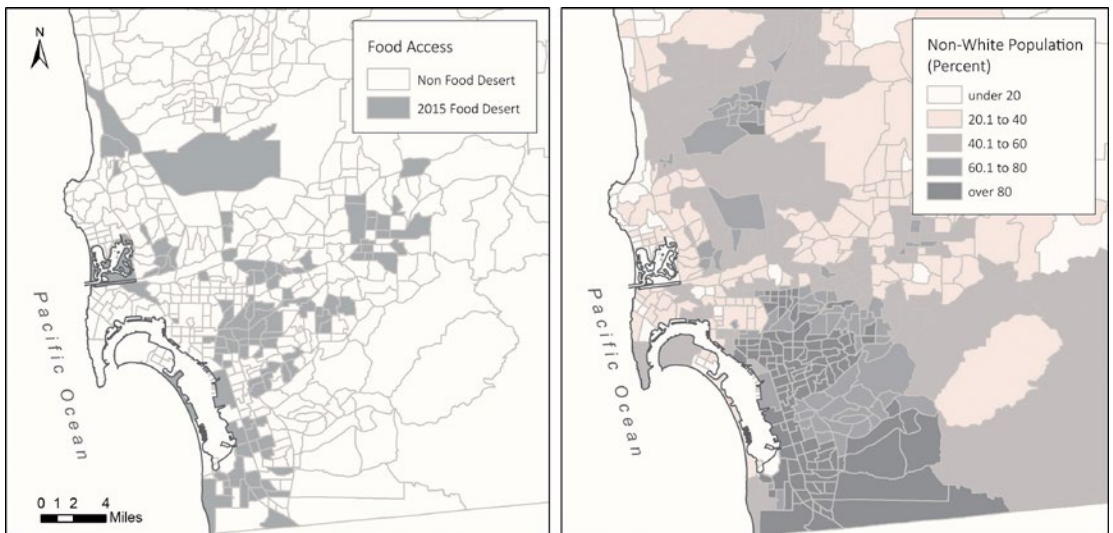 N
Food Access
Non Food Desert
2015 Food Desert
Pacific Ocean
0 1 2 4
Miles
Non-White Population
(Percent)
under 20
20.1 to 40
40.1 to 60
60.1 to 80
over 80
Pacific Ocean